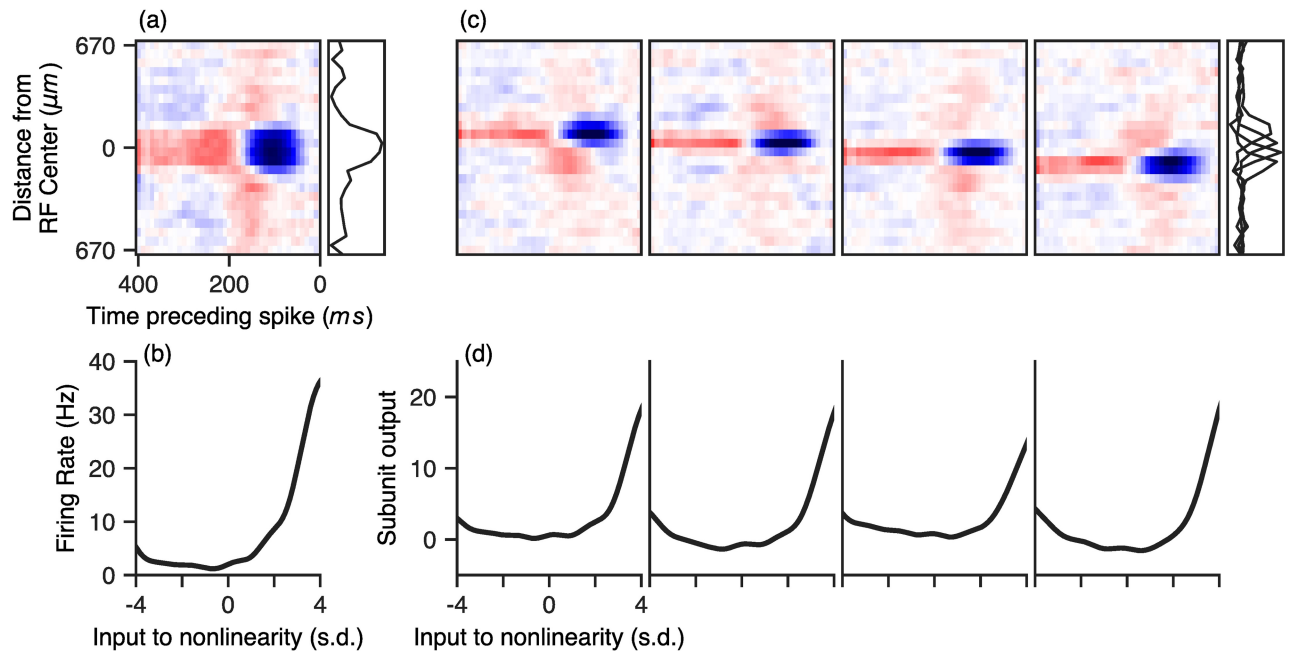 (a)
(c)
670
0
670
Distance from
RF Center (μm)
400 200 0
Time preceding spike (ms)
(b)
(d)
40
30
20
10
0
Firing Rate (Hz)
-4 0 4
Input to nonlinearity (s.d.)
20
10
0
Subunit output
-4 0 4
Input to nonlinearity (s.d.)